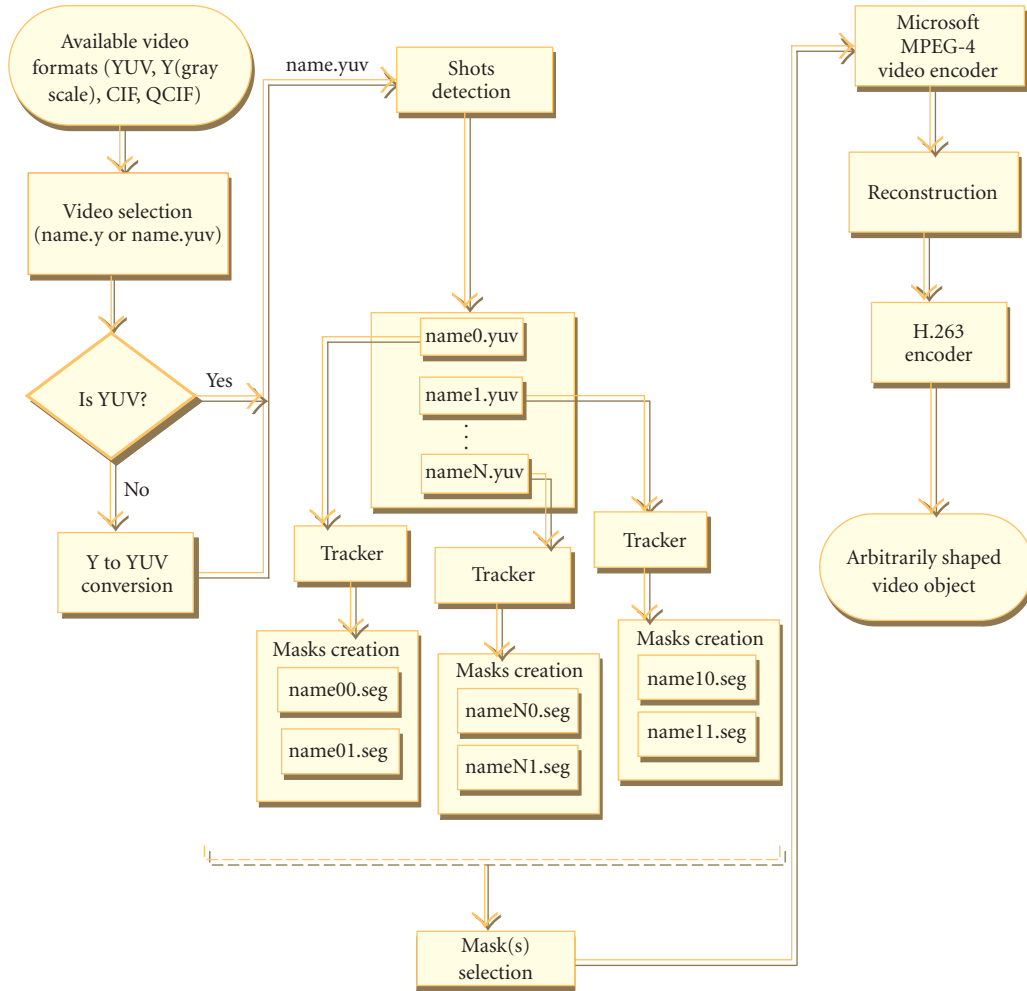 Available video
formats (YUV, Y(gray
scale), CIF, QCIF)
Video selection
(name.y or name.yuv)
Is YUV?
Yes
No
Y to YUV
conversion
name.yuv
Shots
detection
name0.yuv
name1.yuv
⋮
nameN.yuv
Tracker
Masks creation
name00.seg
name01.seg
Tracker
Masks creation
nameN0.seg
nameN1.seg
Tracker
Masks creation
name10.seg
name11.seg
Mask(s)
selection
Microsoft
MPEG-4
video encoder
Reconstruction
H.263
encoder
Arbitrarily shaped
video object